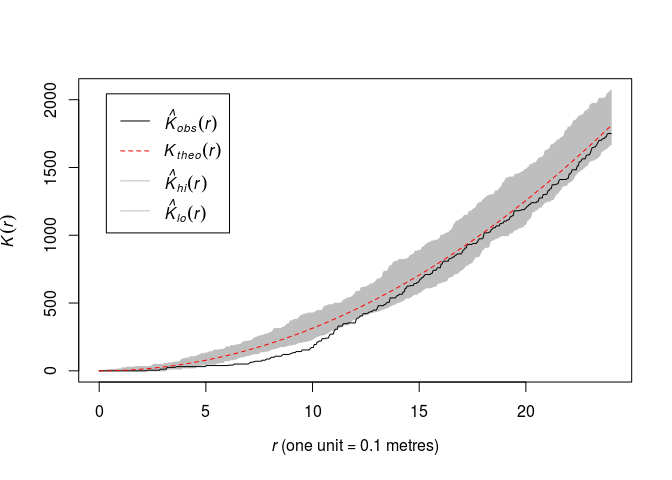 K̂obs(r)
Ktheo(r)
K̂hi(r)
K̂lo(r)
K(r)
2000
1500
1000
500
0
0 5 10 15 20
r (one unit = 0.1 metres)